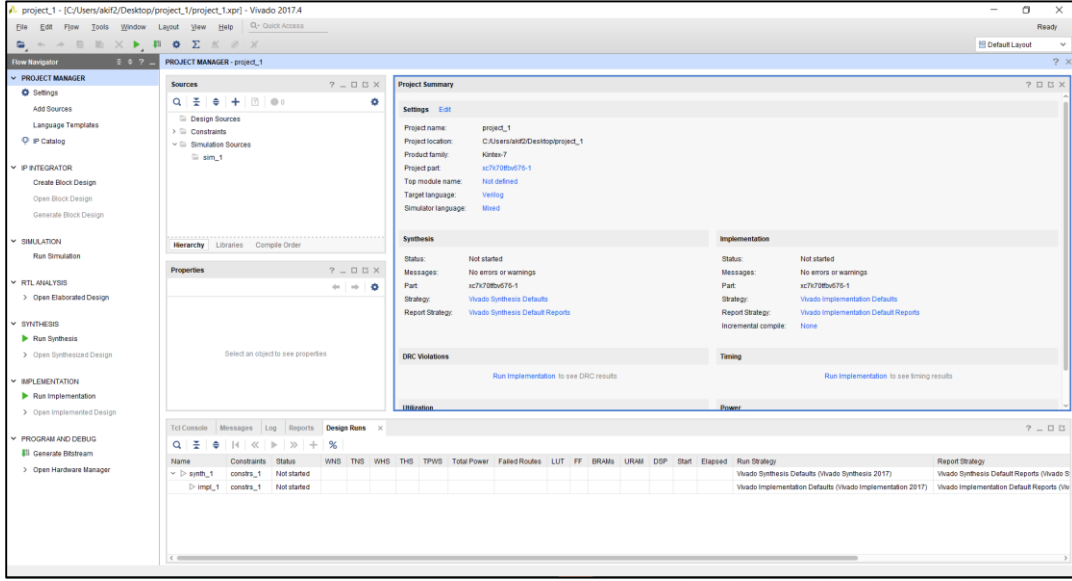 project_1 - [C:/Users/akif2/Desktop/project_1/project_1.xpr] - Vivado 2017.4
File Edit Flow Tools Window Layout View Help Quick Access
Ready
Default Layout
Flow Navigator
PROJECT MANAGER
Settings
Add Sources
Language Templates
IP Catalog
IP INTEGRATOR
Create Block Design
Open Block Design
Generate Block Design
SIMULATION
Run Simulation
RTL ANALYSIS
Open Elaborated Design
SYNTHESIS
Run Synthesis
Open Synthesized Design
IMPLEMENTATION
Run Implementation
Open Implemented Design
PROGRAM AND DEBUG
Generate Bitstream
Open Hardware Manager
PROJECT MANAGER - project_1
Sources
0
Design Sources
Constraints
Simulation Sources
sim_1
Hierarchy Libraries Compile Order
Properties
Select an object to see properties
Project Summary
Settings Edit
Project name: project_1
Project location: C:/Users/akif2/Desktop/project_1
Product family: Kintex-7
Project part: xc7k70tfbv676-1
Top module name: Not defined
Target language: Verilog
Simulator language: Mixed
Synthesis
Status: Not started
Messages: No errors or warnings
Part: xc7k70tfbv676-1
Strategy: Vivado Synthesis Defaults
Report Strategy: Vivado Synthesis Default Reports
Implementation
Status: Not started
Messages: No errors or warnings
Part: xc7k70tfbv676-1
Strategy: Vivado Implementation Defaults
Report Strategy: Vivado Implementation Default Reports
Incremental compile: None
DRC Violations
Run Implementation to see DRC results
Timing
Run Implementation to see timing results
Utilization
Power
Tcl Console Messages Log Reports Design Runs
Name Constraints Status WNS TNS WHS THS TPWS Total Power Failed Routes LUT FF BRAMs URAM DSP Start Elapsed Run Strategy Report Strategy
synth_1 constrs_1 Not started Vivado Synthesis Defaults (Vivado Synthesis 2017) Vivado Synthesis Default Reports (Vivado S
impl_1 constrs_1 Not started Vivado Implementation Defaults (Vivado Implementation 2017) Vivado Implementation Default Reports (Viv